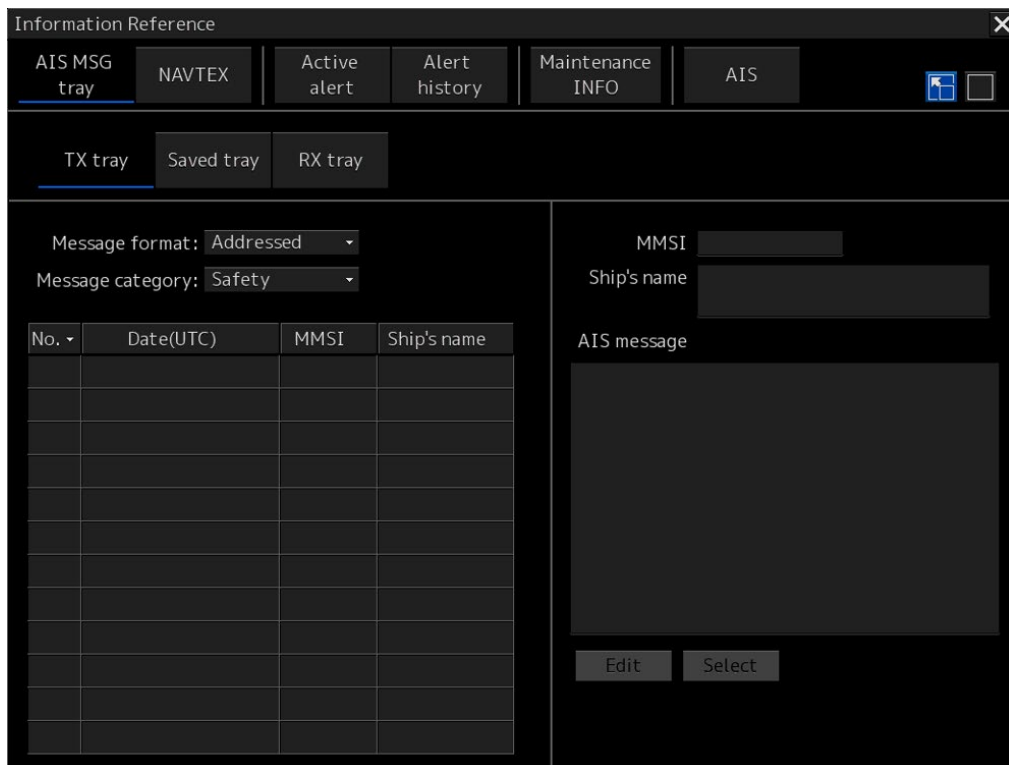 Information Reference
AIS MSG
tray
NAVTEX
Active
alert
Alert
history
Maintenance
INFO
AIS
TX tray
Saved tray
RX tray
Message format: Addressed
Message category: Safety
No. Date(UTC) MMSI Ship's name
MMSI
Ship's name
AIS message
Edit
Select